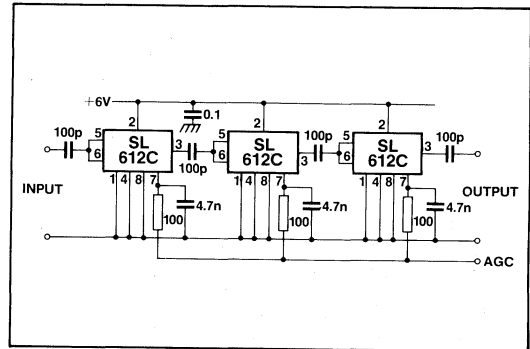 +6V
0.1
2 2 2
100p 5 6 SL 612C 3 100p 5 6 SL 612C 3 100p 5 6 SL 612C 3 100p
INPUT 1 4 8 7 1 4 8 7 1 4 8 7 OUTPUT
4.7n 4.7n 4.7n
100 100 100
AGC